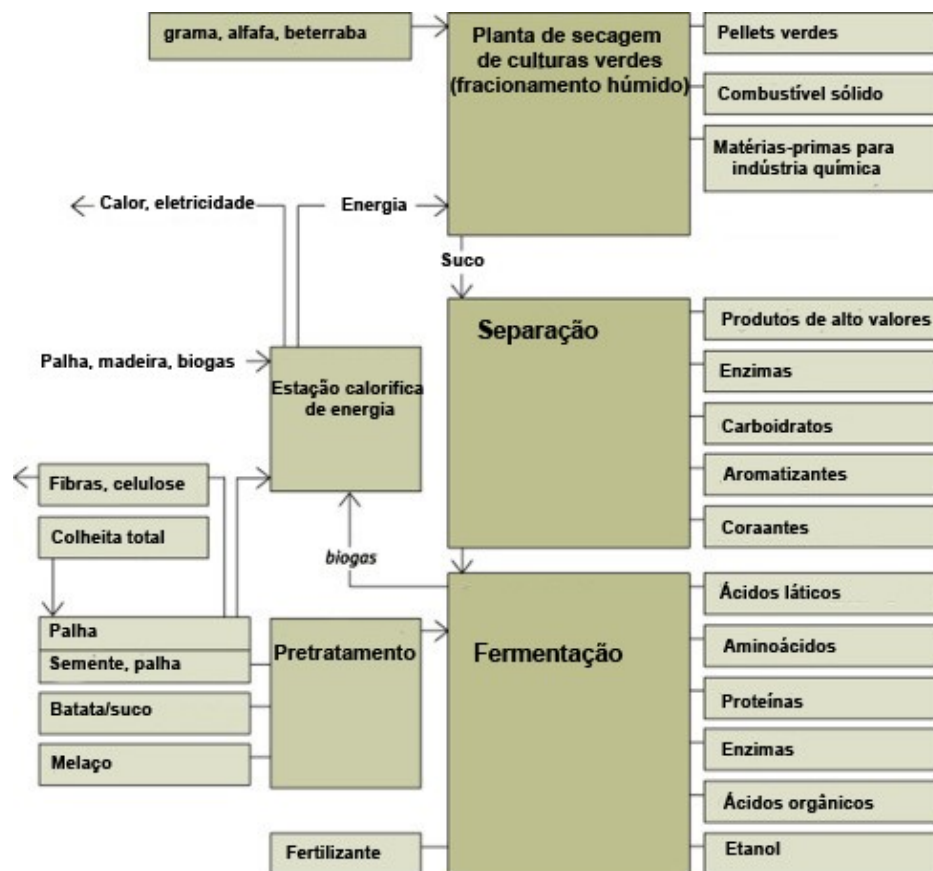 grama, alfafa, beterraba
Planta de secagem
de culturas verdes
(fracionamento húmido)
Pellets verdes
Combustível sólido
Matérias-primas para
indústria química
Calor, eletricidade
Energia
Suco
Separação
Produtos de alto valores
Palha, madeira, biogas
Estação calorifica
de energia
Enzimas
Carboidratos
Aromatizantes
Coraantes
Fibras, celulose
Colheita total
biogas
Palha
Semente, palha
Batata/suco
Melaço
Pretratamento
Fermentação
Ácidos láticos
Aminoácidos
Proteínas
Enzimas
Ácidos orgânicos
Fertilizante
Etanol